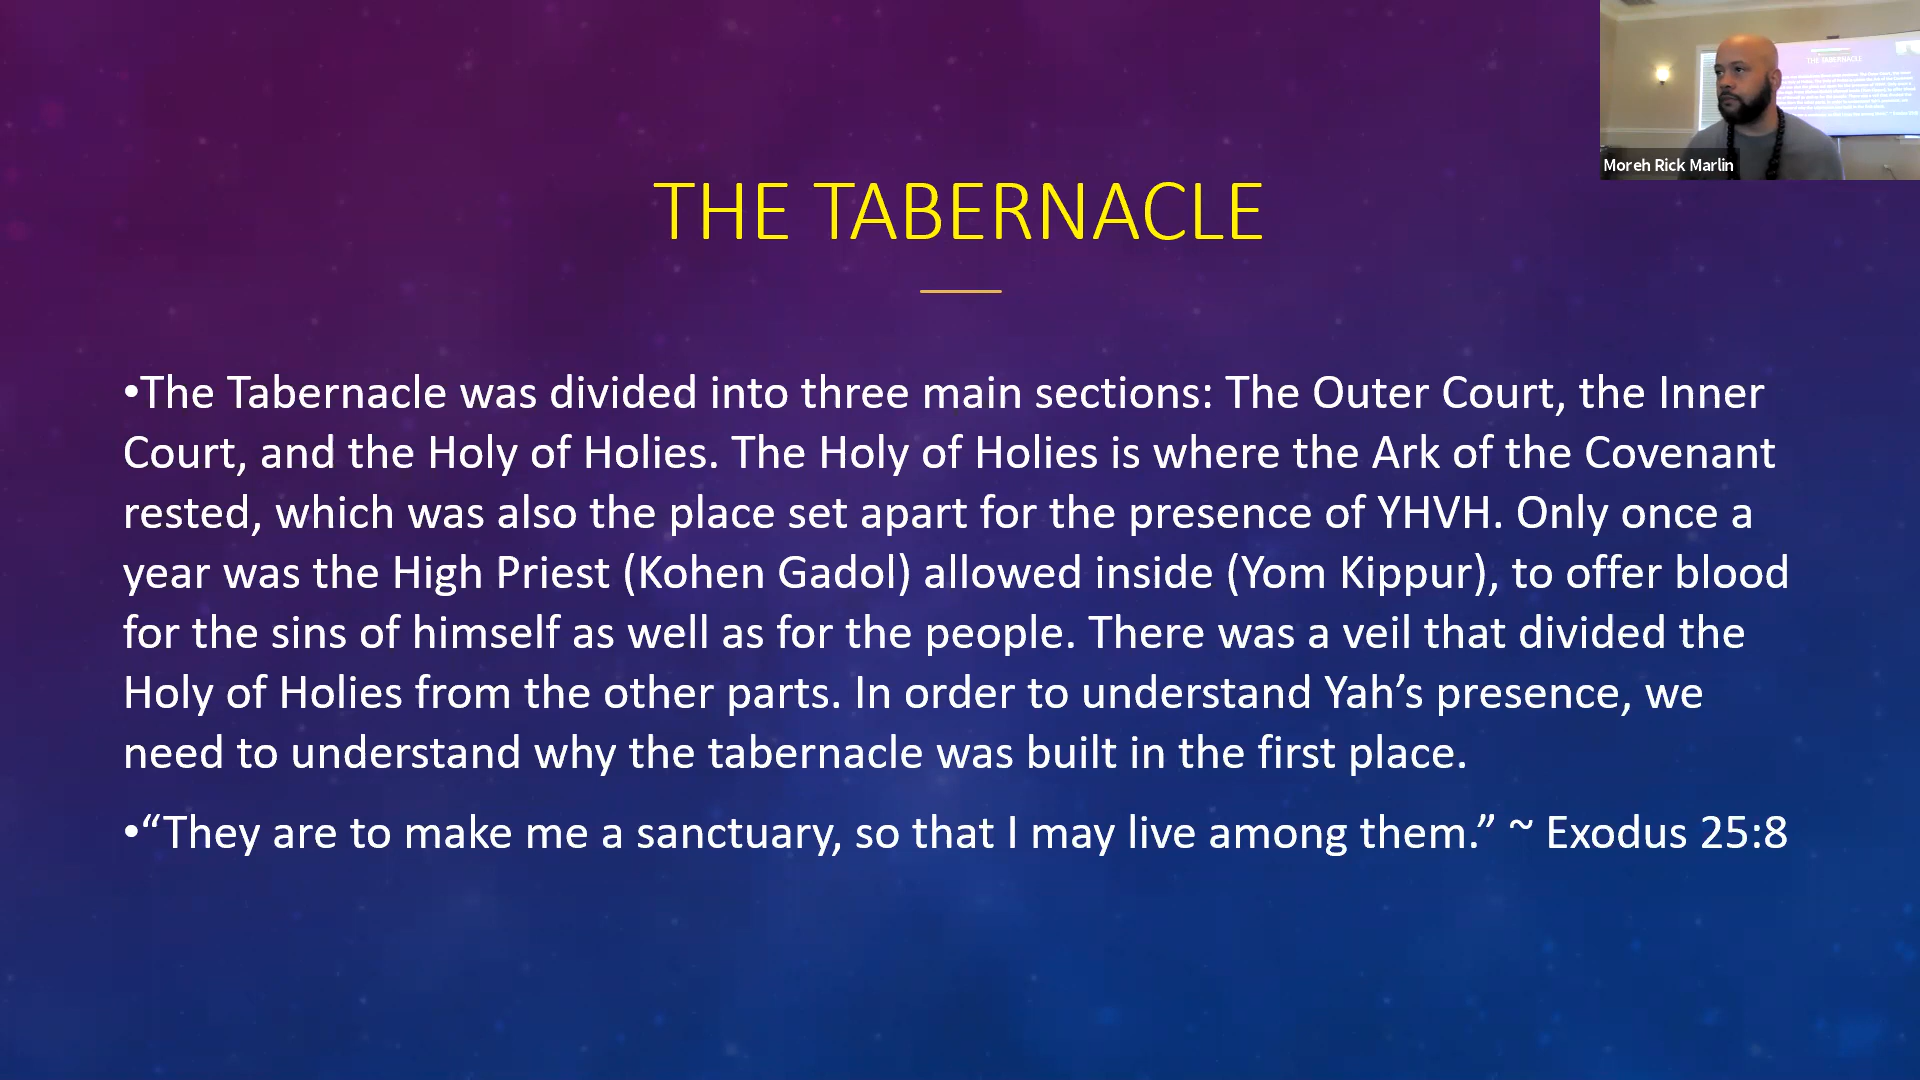 Moreh Rick Marlin
THE TABERNACLE
•The Tabernacle was divided into three main sections: The Outer Court, the Inner
Court, and the Holy of Holies. The Holy of Holies is where the Ark of the Covenant
rested, which was also the place set apart for the presence of YHVH. Only once a
year was the High Priest (Kohen Gadol) allowed inside (Yom Kippur), to offer blood
for the sins of himself as well as for the people. There was a veil that divided the
Holy of Holies from the other parts. In order to understand Yah’s presence, we
need to understand why the tabernacle was built in the first place.
•“They are to make me a sanctuary, so that I may live among them.” ~ Exodus 25:8